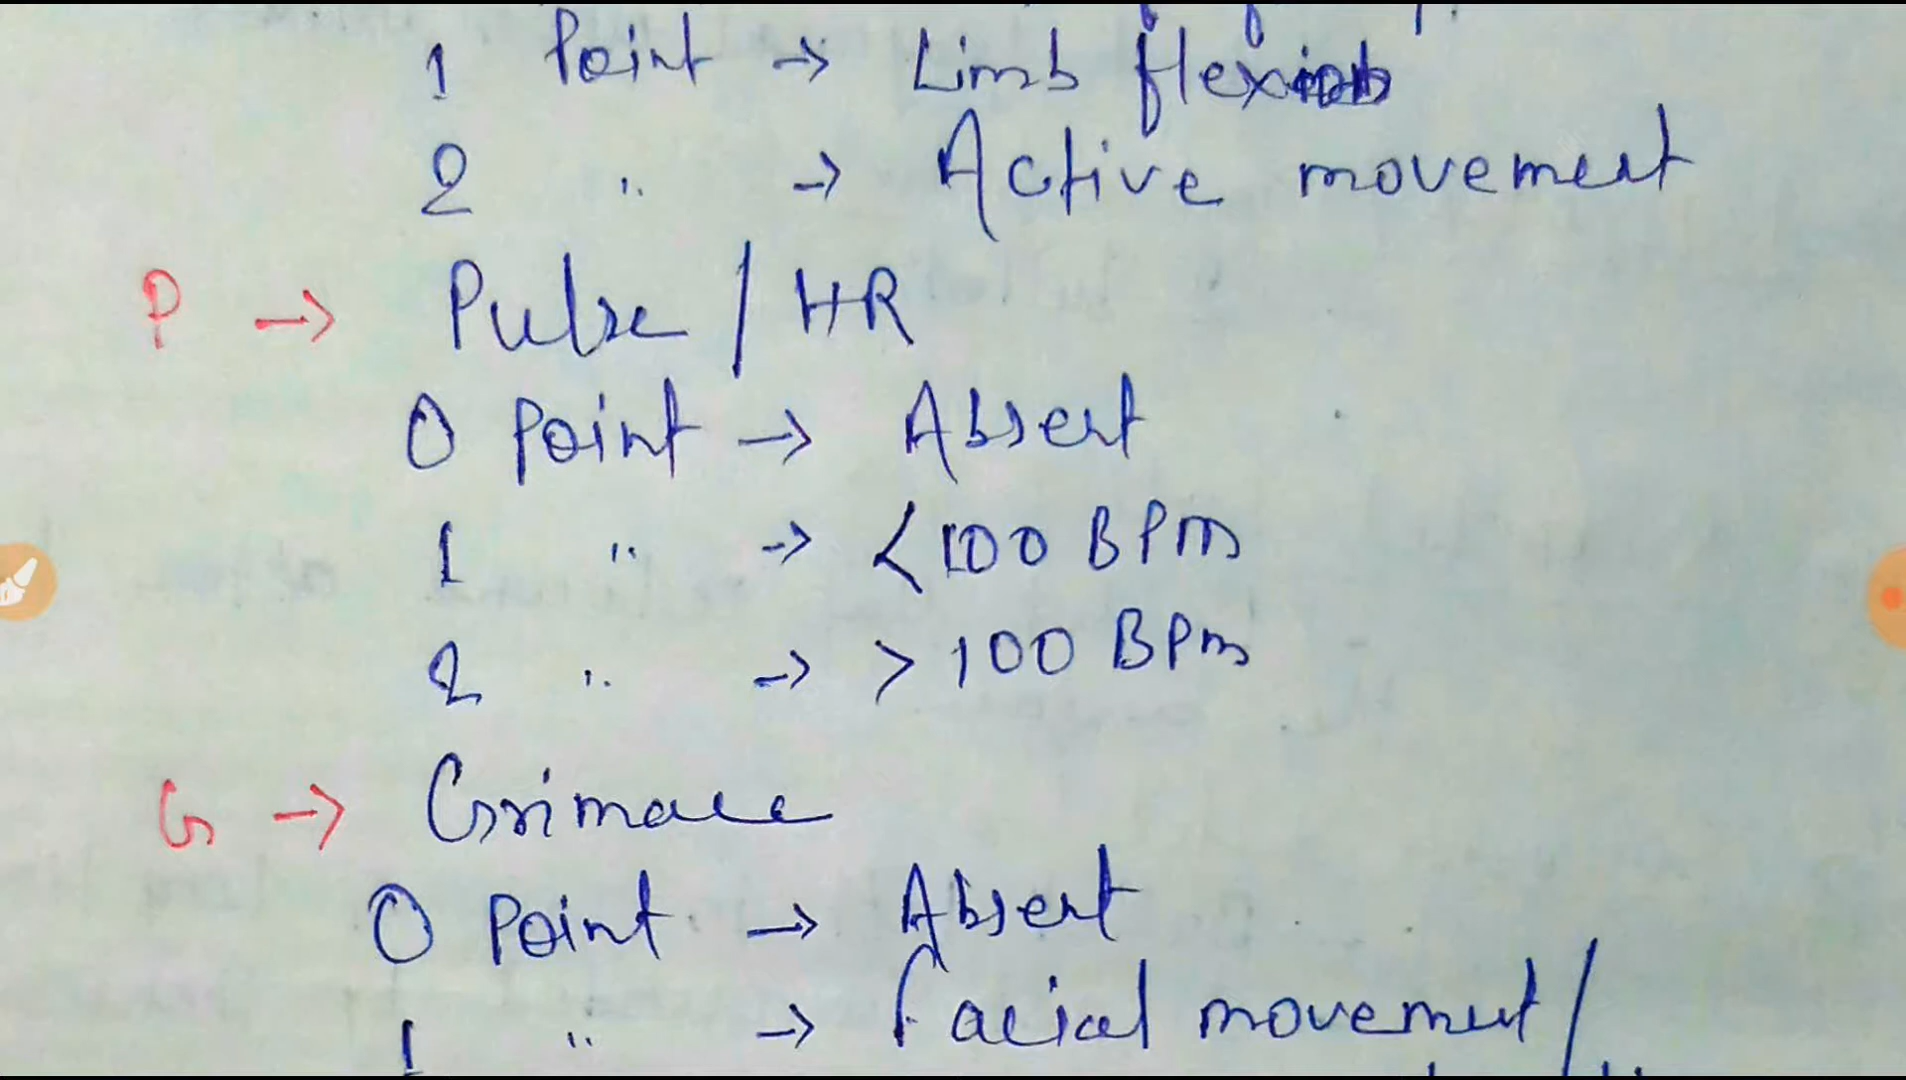 1 Point → Limb flexion
2 " → Active movement
P → Pulse / HR
0 Point → Absent
1 " → <100 BPM
2 " → > 100 BPM
G → Grimace
0 Point → Absent
1 " → Facial movement/